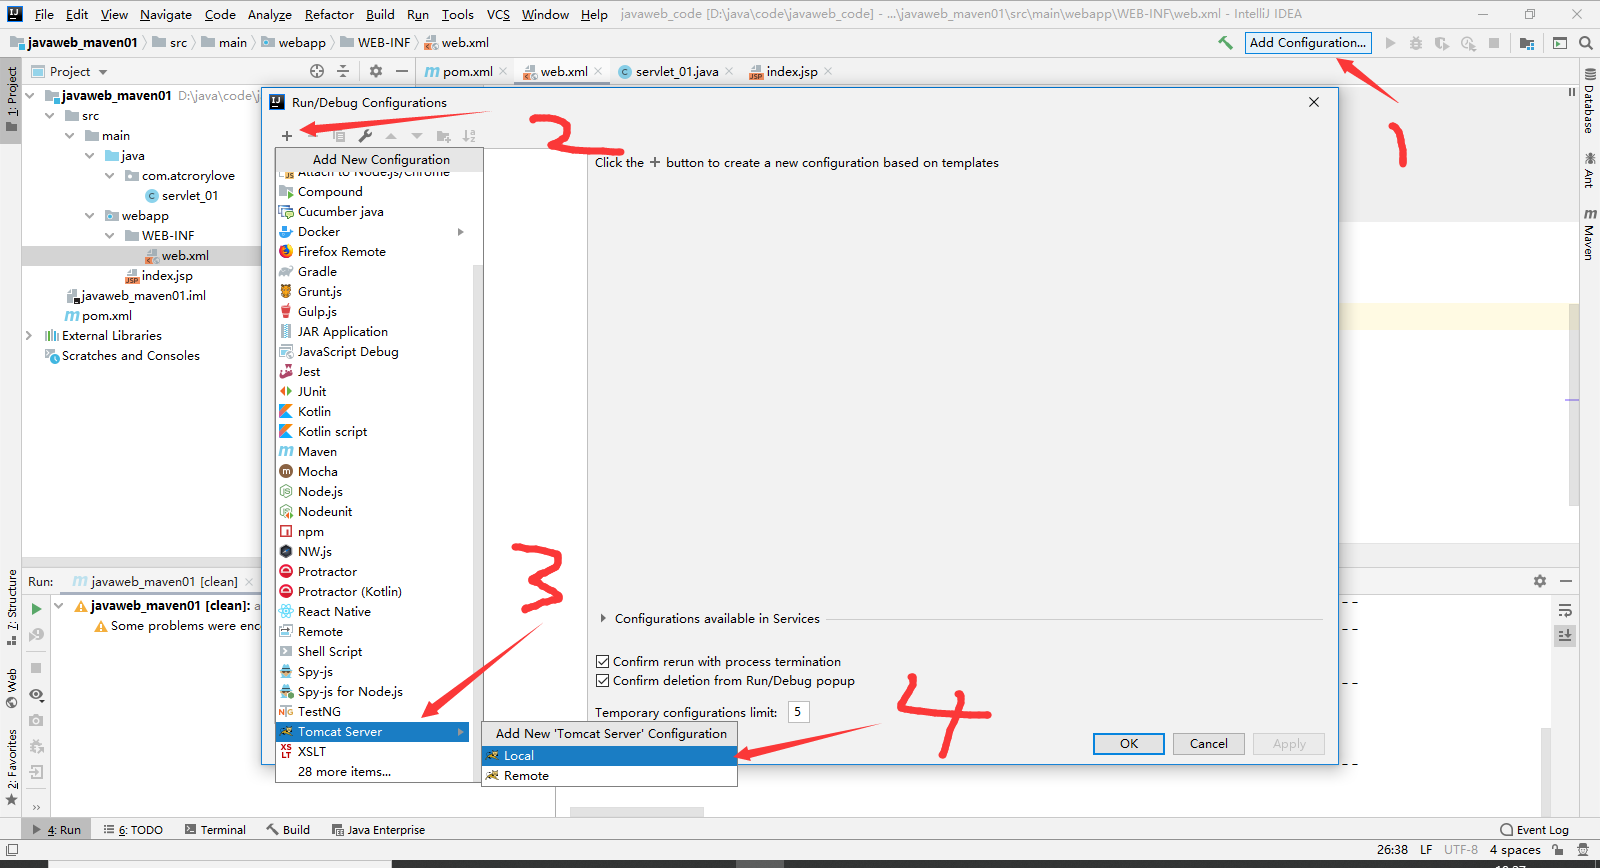 File Edit View Navigate Code Analyze Refactor Build Run Tools VCS Window Help javaweb_code [D:\java\code\javaweb_code] - ...\javaweb_maven01\src\main\webapp\WEB-INF\web.xml - IntelliJ IDEA
javaweb_maven01 src main webapp WEB-INF web.xml Add Configuration...
Project pom.xml web.xml servlet_01.java index.jsp
1: Project
javaweb_maven01 D:\java\code\j
src
main
java
com.atcrorylove
servlet_01
webapp
WEB-INF
web.xml
index.jsp
javaweb_maven01.iml
pom.xml
External Libraries
Scratches and Consoles
Run/Debug Configurations
1
2
Add New Configuration
Attach to Node.js/Chrome
Compound
Cucumber java
Docker
Firefox Remote
Gradle
Grunt.js
Gulp.js
JAR Application
JavaScript Debug
Jest
JUnit
Kotlin
Kotlin script
Maven
Mocha
Node.js
Nodeunit
npm
NW.js
Protractor
Protractor (Kotlin)
React Native
Remote
Shell Script
Spy-js
Spy-js for Node.js
TestNG
Tomcat Server
XSLT
28 more items...
3
Click the + button to create a new configuration based on templates
Configurations available in Services
Confirm rerun with process termination
Confirm deletion from Run/Debug popup
Temporary configurations limit: 5
4
Add New 'Tomcat Server' Configuration
Local
Remote
OK Cancel Apply
Database
Ant
Maven
Run: javaweb_maven01 [clean]
javaweb_maven01 [clean]: a
Some problems were enc
7: Structure
Web
2: Favorites
4: Run 6: TODO Terminal Build Java Enterprise Event Log
26:38 LF UTF-8 4 spaces